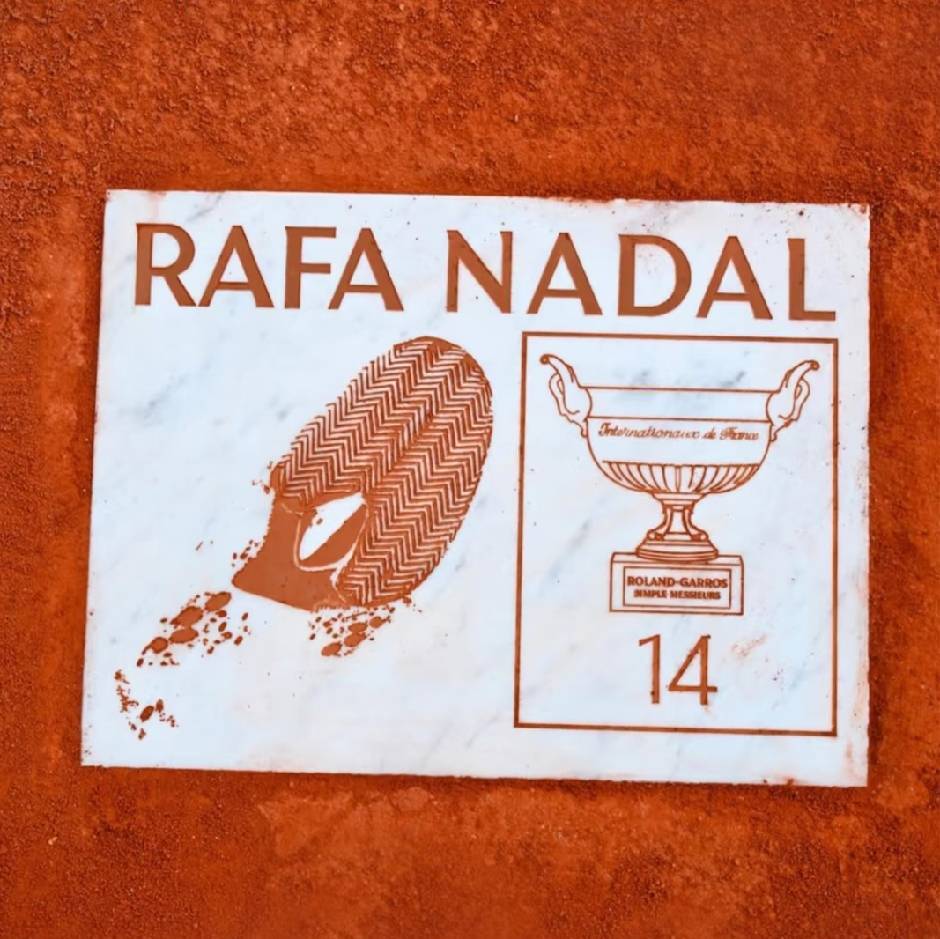 RAFA NADAL
Internationaux de France
ROLAND-GARROS
SIMPLE MESSIEURS
14